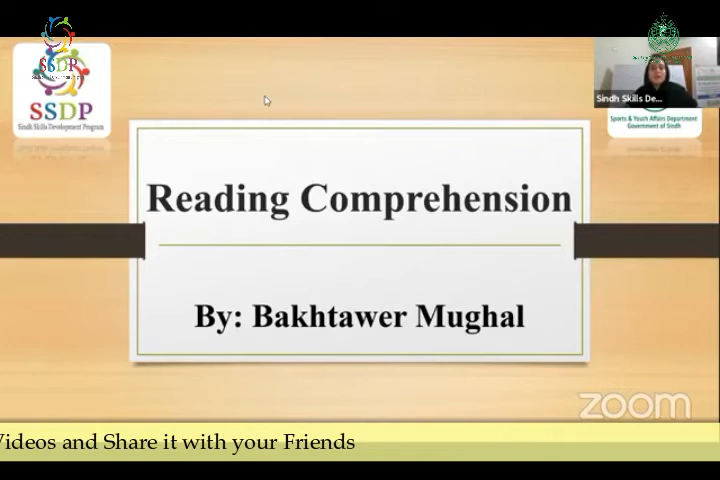 SSDP
SSDP
Sindh Skills Development Program
Sindh Skills De...
Sports & Youth Affairs Department
Government of Sindh
Reading Comprehension
By: Bakhtawer Mughal
zoom
Videos and Share it with your Friends